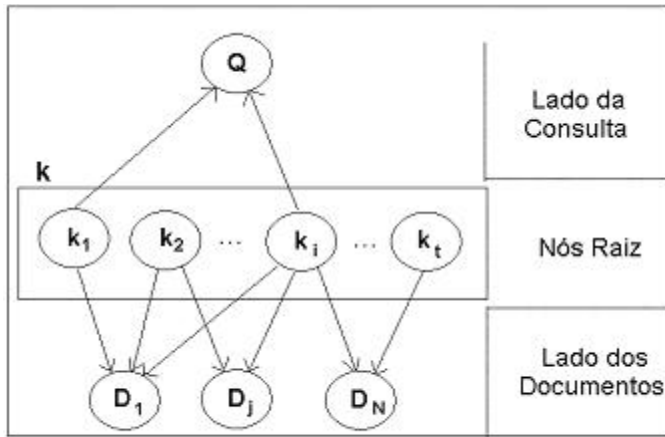 Q
Lado da
Consulta
k
k1 k2 ... ki ... kt
Nós Raiz
D1 Dj DN
Lado dos
Documentos